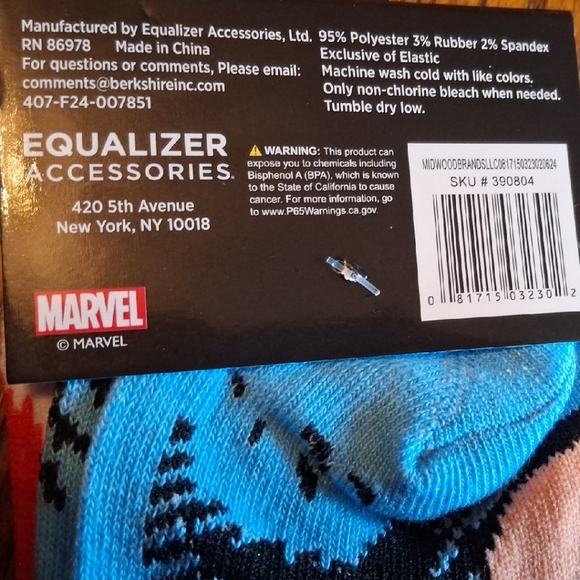 Manufactured by Equalizer Accessories, Ltd.
RN 86978 Made in China
For questions or comments, Please email:
comments@berkshireinc.com
407-F24-007851
95% Polyester 3% Rubber 2% Spandex
Exclusive of Elastic
Machine wash cold with like colors.
Only non-chlorine bleach when needed.
Tumble dry low.
EQUALIZER
ACCESSORIES.
420 5th Avenue
New York, NY 10018
⚠ WARNING: This product can
expose you to chemicals including
Bisphenol A (BPA), which is known
to the State of California to cause
cancer. For more information, go
to www.P65Warnings.ca.gov.
MIDWOODBRANDSLLC0817150323020624
SKU # 390804
0 81715 03230 2
MARVEL
© MARVEL